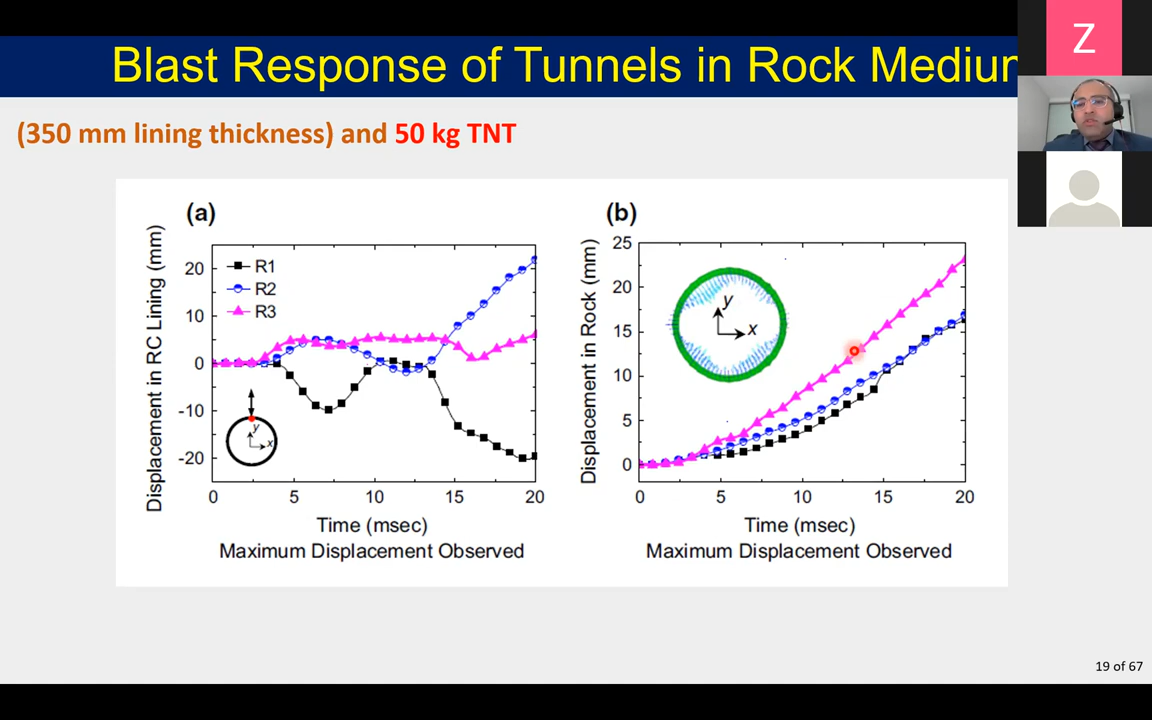 Blast Response of Tunnels in Rock Medium
Z
(350 mm lining thickness) and 50 kg TNT
(a)
Displacement in RC Lining (mm)
20
10
0
-10
-20
R1
R2
R3
y
x
0 5 10 15 20
Time (msec)
Maximum Displacement Observed
(b)
Displacement in Rock (mm)
25
20
15
10
5
0
y
x
0 5 10 15 20
Time (msec)
Maximum Displacement Observed
19 of 67